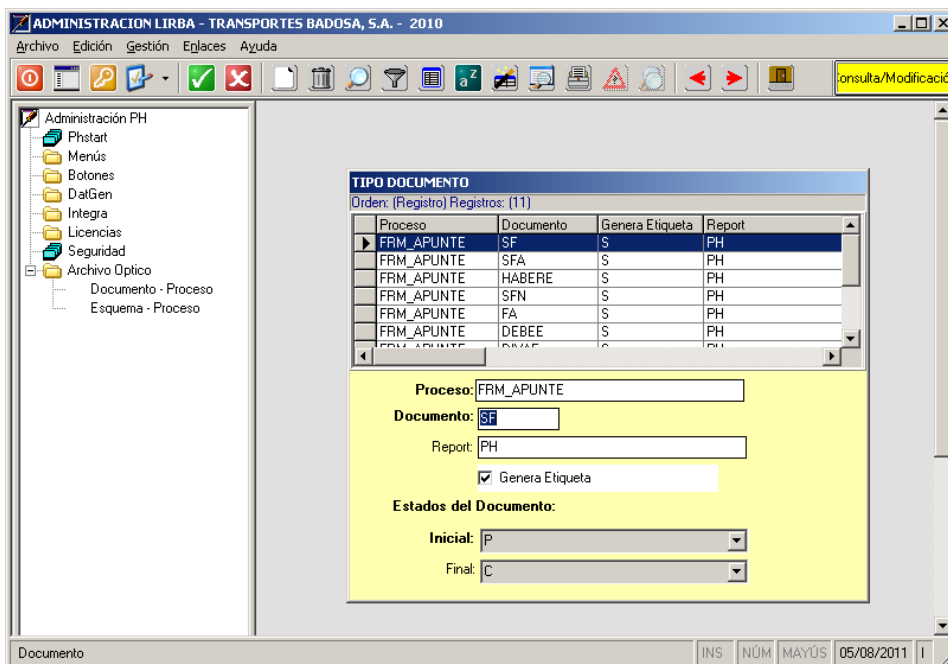 ADMINISTRACION LIRBA - TRANSPORTES BADOSA, S.A. - 2010
Archivo Edición Gestión Enlaces Ayuda
onsulta/Modificació
Administración PH
Phstart
Menús
Botones
DatGen
Integra
Licencias
Seguridad
Archivo Optico
Documento - Proceso
Esquema - Proceso
TIPO DOCUMENTO
Orden: (Registro) Registros: (11)
Proceso Documento Genera Etiqueta Report
FRM_APUNTE SF S PH
FRM_APUNTE SFA S PH
FRM_APUNTE HABERE S PH
FRM_APUNTE SFN S PH
FRM_APUNTE FA S PH
FRM_APUNTE DEBEE S PH
FRM_APUNTE S PH
Proceso: FRM_APUNTE
Documento: SF
Report: PH
Genera Etiqueta
Estados del Documento:
Inicial: P
Final: C
Documento INS NÚM MAYÚS 05/08/2011 I